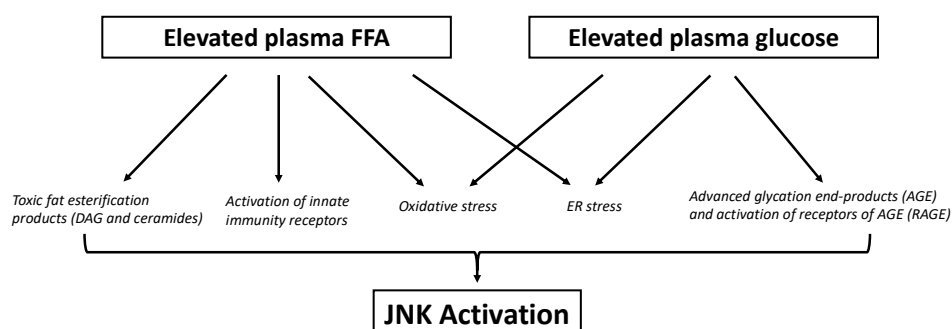 Elevated plasma FFA
Elevated plasma glucose
Toxic fat esterification
products (DAG and ceramides)
Activation of innate
immunity receptors
Oxidative stress
ER stress
Advanced glycation end-products (AGE)
and activation of receptors of AGE (RAGE)
JNK Activation